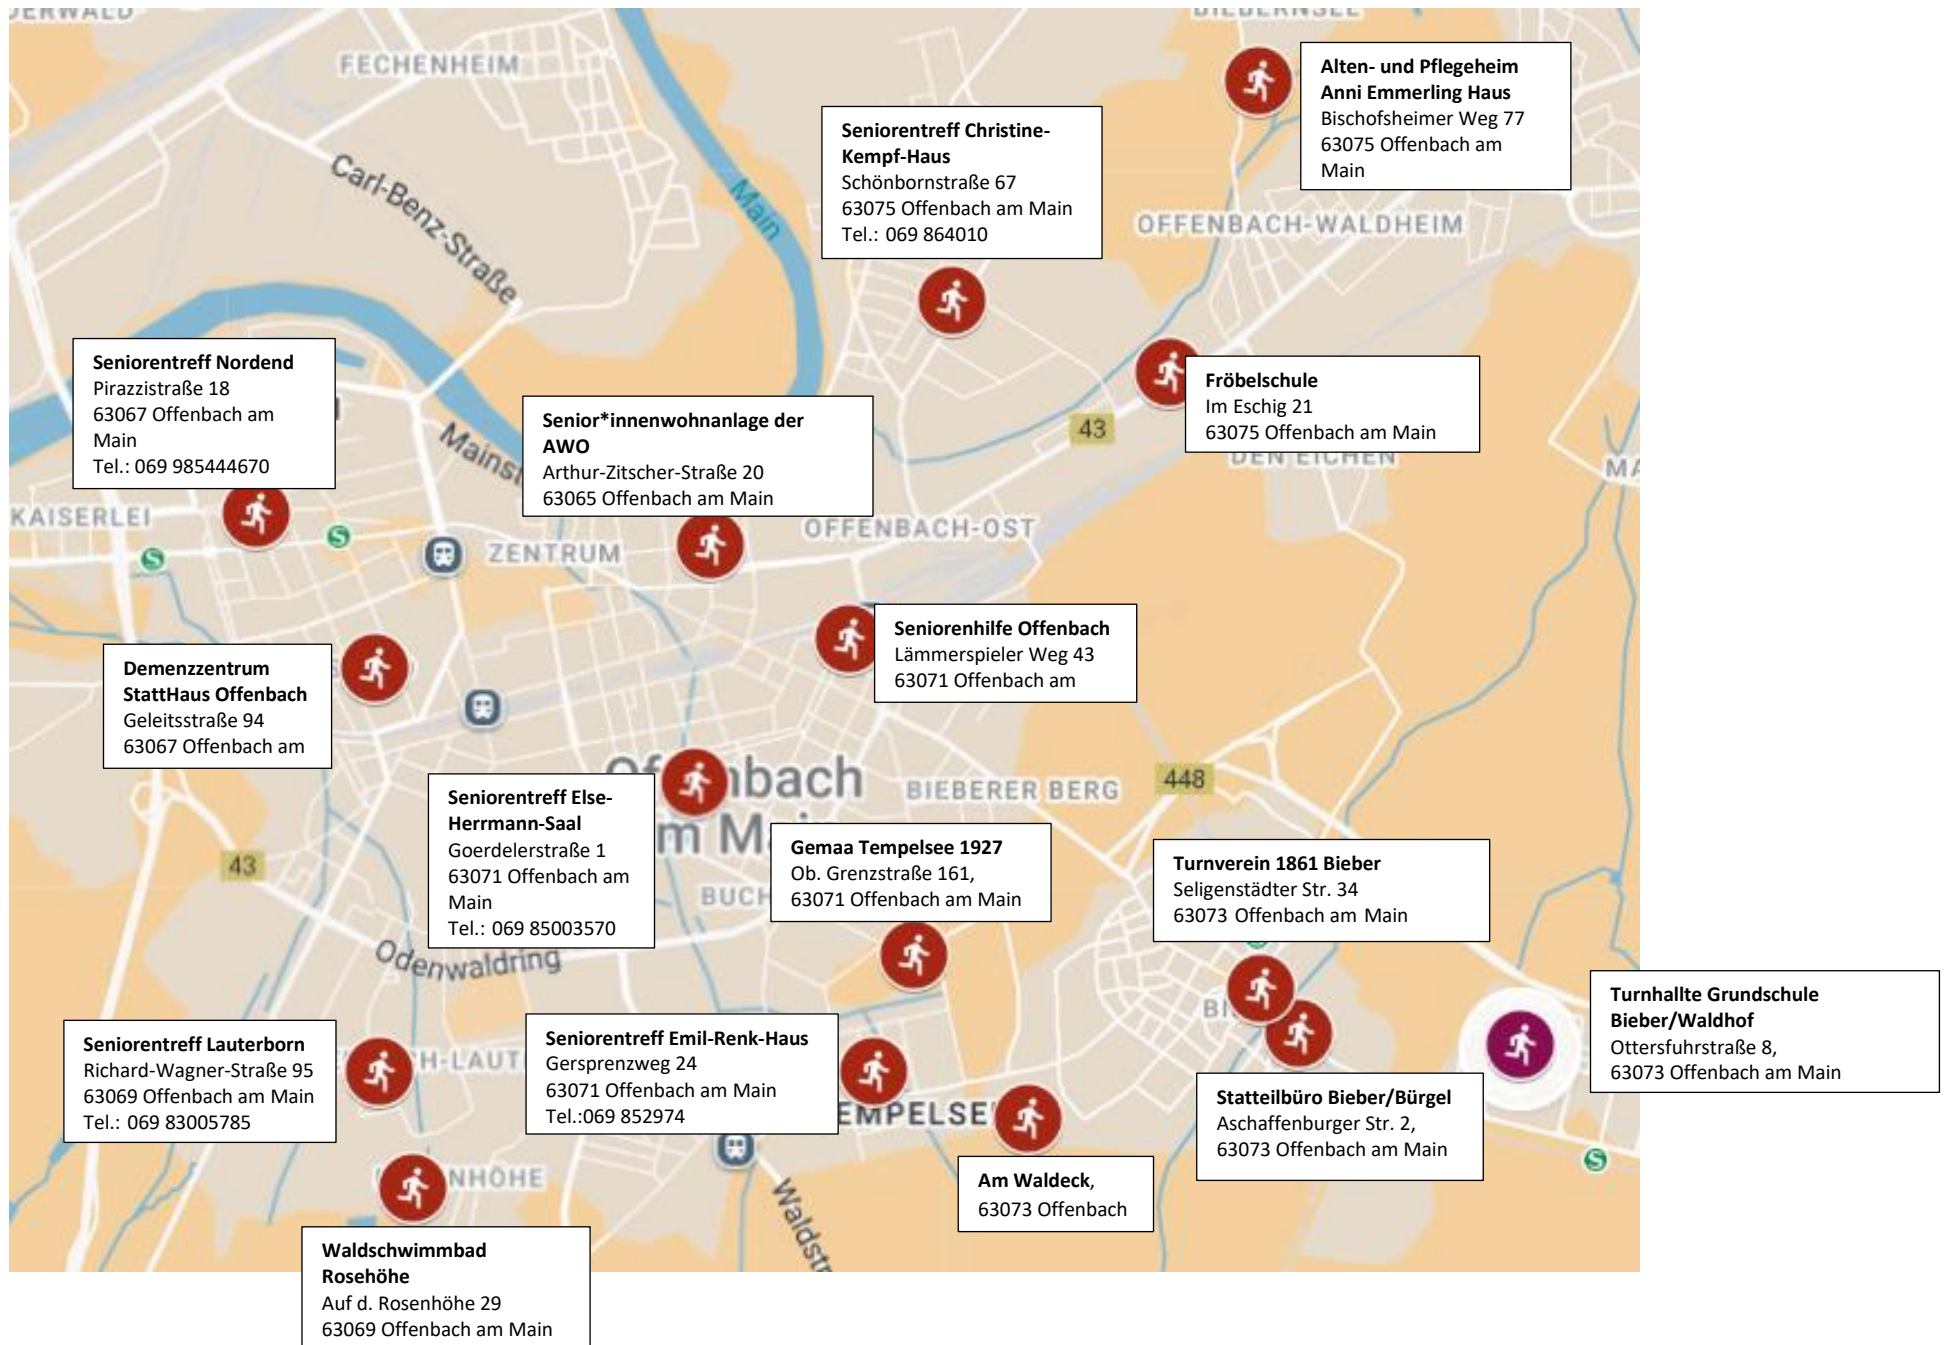 FECHENHEIM
Carl-Benz-Straße
Main
Alten- und Pflegeheim
Anni Emmerling Haus
Bischofsheimer Weg 77
63075 Offenbach am
Main
Seniorentreff Christine-
Kempf-Haus
Schönbornstraße 67
63075 Offenbach am Main
Tel.: 069 864010
OFFENBACH-WALDHEIM
Seniorentreff Nordend
Pirazzistraße 18
63067 Offenbach am
Main
Tel.: 069 985444670
Senior*innenwohnanlage der
AWO
Arthur-Zitscher-Straße 20
63065 Offenbach am Main
Fröbelschule
Im Eschig 21
63075 Offenbach am Main
43
DEN EICHEN
KAISERLEI
S
S
ZENTRUM
OFFENBACH-OST
Seniorenhilfe Offenbach
Lämmerspieler Weg 43
63071 Offenbach am
Demenzzentrum
StattHaus Offenbach
Geleitsstraße 94
63067 Offenbach am
BIEBERER BERG
448
Seniorentreff Else-
Herrmann-Saal
Goerdelerstraße 1
63071 Offenbach am
Main
Tel.: 069 85003570
Gemaa Tempelsee 1927
Ob. Grenzstraße 161,
63071 Offenbach am Main
Turnverein 1861 Bieber
Seligenstädter Str. 34
63073 Offenbach am Main
43
Odenwaldring
Turnhallte Grundschule
Bieber/Waldhof
Ottersfuhrstraße 8,
63073 Offenbach am Main
Seniorentreff Lauterborn
Richard-Wagner-Straße 95
63069 Offenbach am Main
Tel.: 069 83005785
Seniorentreff Emil-Renk-Haus
Gersprenzweg 24
63071 Offenbach am Main
Tel.:069 852974
Statteilbüro Bieber/Bürgel
Aschaffenburger Str. 2,
63073 Offenbach am Main
S
Am Waldeck,
63073 Offenbach
Waldschwimmbad
Rosehöhe
Auf d. Rosenhöhe 29
63069 Offenbach am Main